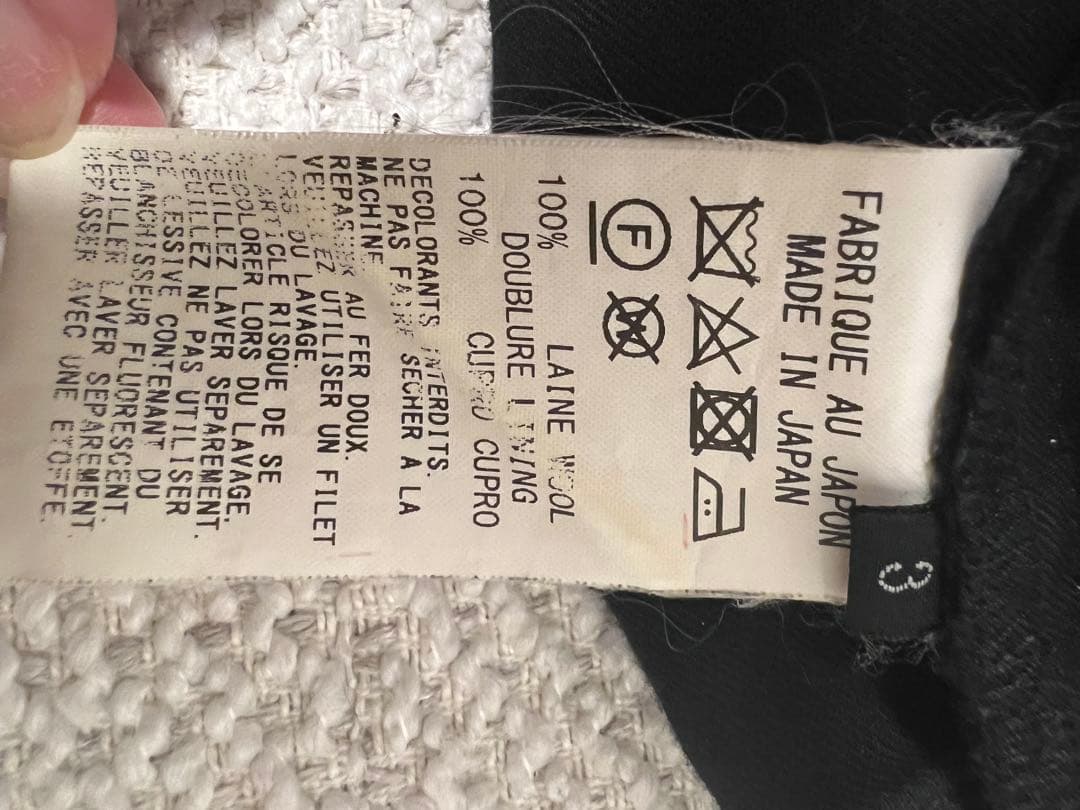 FABRIQUE AU JAPON
MADE IN JAPAN
3
F
W
100% LAINE WOOL
DOUBLURE LINING
100% CUPRO CUPRO
DECOLORANTS INTERDITS.
NE PAS FAIRE SECHER A LA
MACHINE
REPASSER AU FER DOUX.
VEUILLEZ UTILISER UN FILET
LORS DU LAVAGE.
L'ARTICLE RISQUE DE SE
DECOLORER LORS DU LAVAGE.
VEUILLEZ LAVER SEPAREMENT.
VEUILLEZ NE PAS UTILISER
DE LESSIVE CONTENANT DU
BLANCHISSEUR FLUORESCENT.
VEUILLEZ LAVER SEPAREMENT.
REPASSER AVEC UNE ETOFFE.